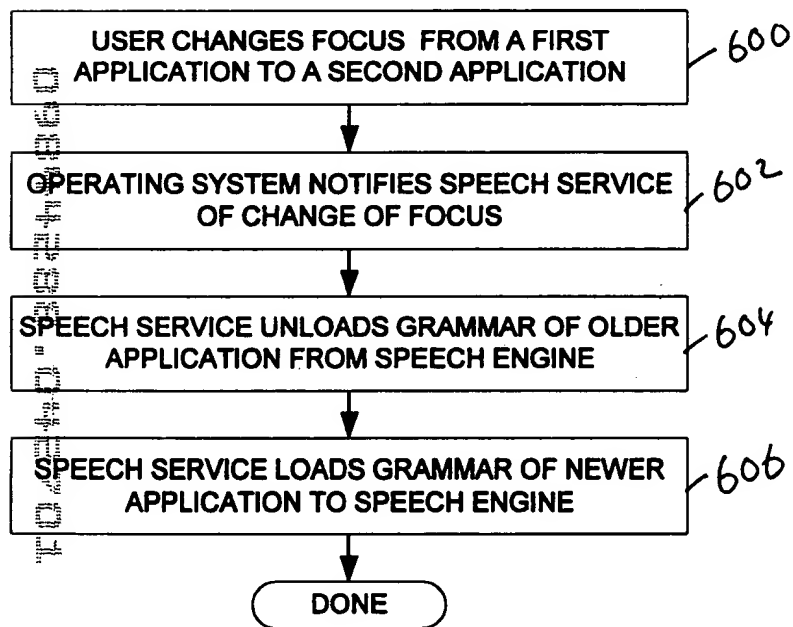 USER CHANGES FOCUS FROM A FIRST
APPLICATION TO A SECOND APPLICATION
600
OPERATING SYSTEM NOTIFIES SPEECH SERVICE
OF CHANGE OF FOCUS
602
SPEECH SERVICE UNLOADS GRAMMAR OF OLDER
APPLICATION FROM SPEECH ENGINE
604
SPEECH SERVICE LOADS GRAMMAR OF NEWER
APPLICATION TO SPEECH ENGINE
606
DONE